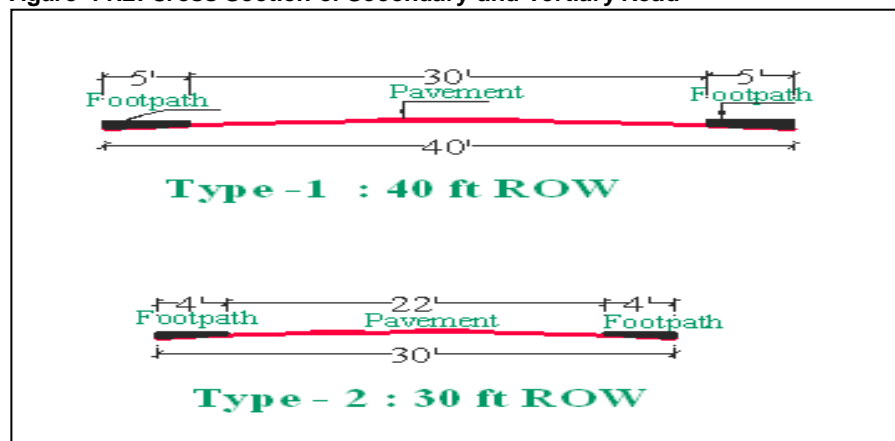 5' 30' 5'
Footpath Pavement Footpath
40'
Type-1 : 40 ft ROW
4' 22' 4'
Footpath Pavement Footpath
30'
Type - 2 : 30 ft ROW